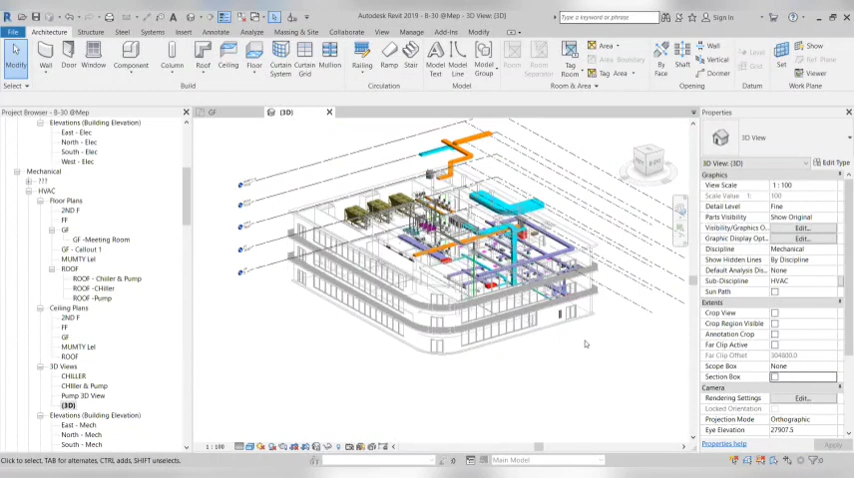 Autodesk Revit 2019 - B-30 @Mep - 3D View: {3D}
Type a keyword or phrase
Sign In
File Architecture Structure Steel Systems Insert Annotate Analyze Massing & Site Collaborate View Manage Add-Ins Modify
Modify Wall Door Window Component Column Roof Ceiling Floor Curtain System Curtain Grid Mullion Railing Ramp Stair Model Text Model Line Model Group Room Room Separator Tag Room By Face Shaft Set
Area
Area Boundary
Tag Area
Wall
Vertical
Dormer
Level
Grid
Show
Ref Plane
Viewer
Select Build Circulation Model Room & Area Opening Datum Work Plane
Project Browser - B-30 @Mep
Elevations (Building Elevation)
East - Elec
North - Elec
South - Elec
West - Elec
Mechanical
???
HVAC
Floor Plans
2ND F
FF
GF
GF -Meeting Room
GF - Callout 1
MUMTY Lel
ROOF
ROOF - Chiller & Pump
ROOF -CHiller
ROOF -Pump
Ceiling Plans
2ND F
FF
GF
MUMTY Lel
ROOF
3D Views
CHILLER
CHIller & Pump
Pump 3D View
{3D}
Elevations (Building Elevation)
East - Mech
North - Mech
South - Mech
GF
{3D}
1 : 100
Properties
3D View
3D View: {3D}
Edit Type
Graphics
View Scale 1 : 100
Scale Value 1: 100
Detail Level Fine
Parts Visibility Show Original
Visibility/Graphics O... Edit...
Graphic Display Opt... Edit...
Discipline Mechanical
Show Hidden Lines By Discipline
Default Analysis Dis... None
Sub-Discipline HVAC
Sun Path
Extents
Crop View
Crop Region Visible
Annotation Crop
Far Clip Active
Far Clip Offset 304800.0
Scope Box None
Section Box
Camera
Rendering Settings Edit...
Locked Orientation
Projection Mode Orthographic
Eye Elevation 27907.5
Properties help
Apply
Click to select, TAB for alternates, CTRL adds, SHIFT unselects.
:0
Main Model
:0